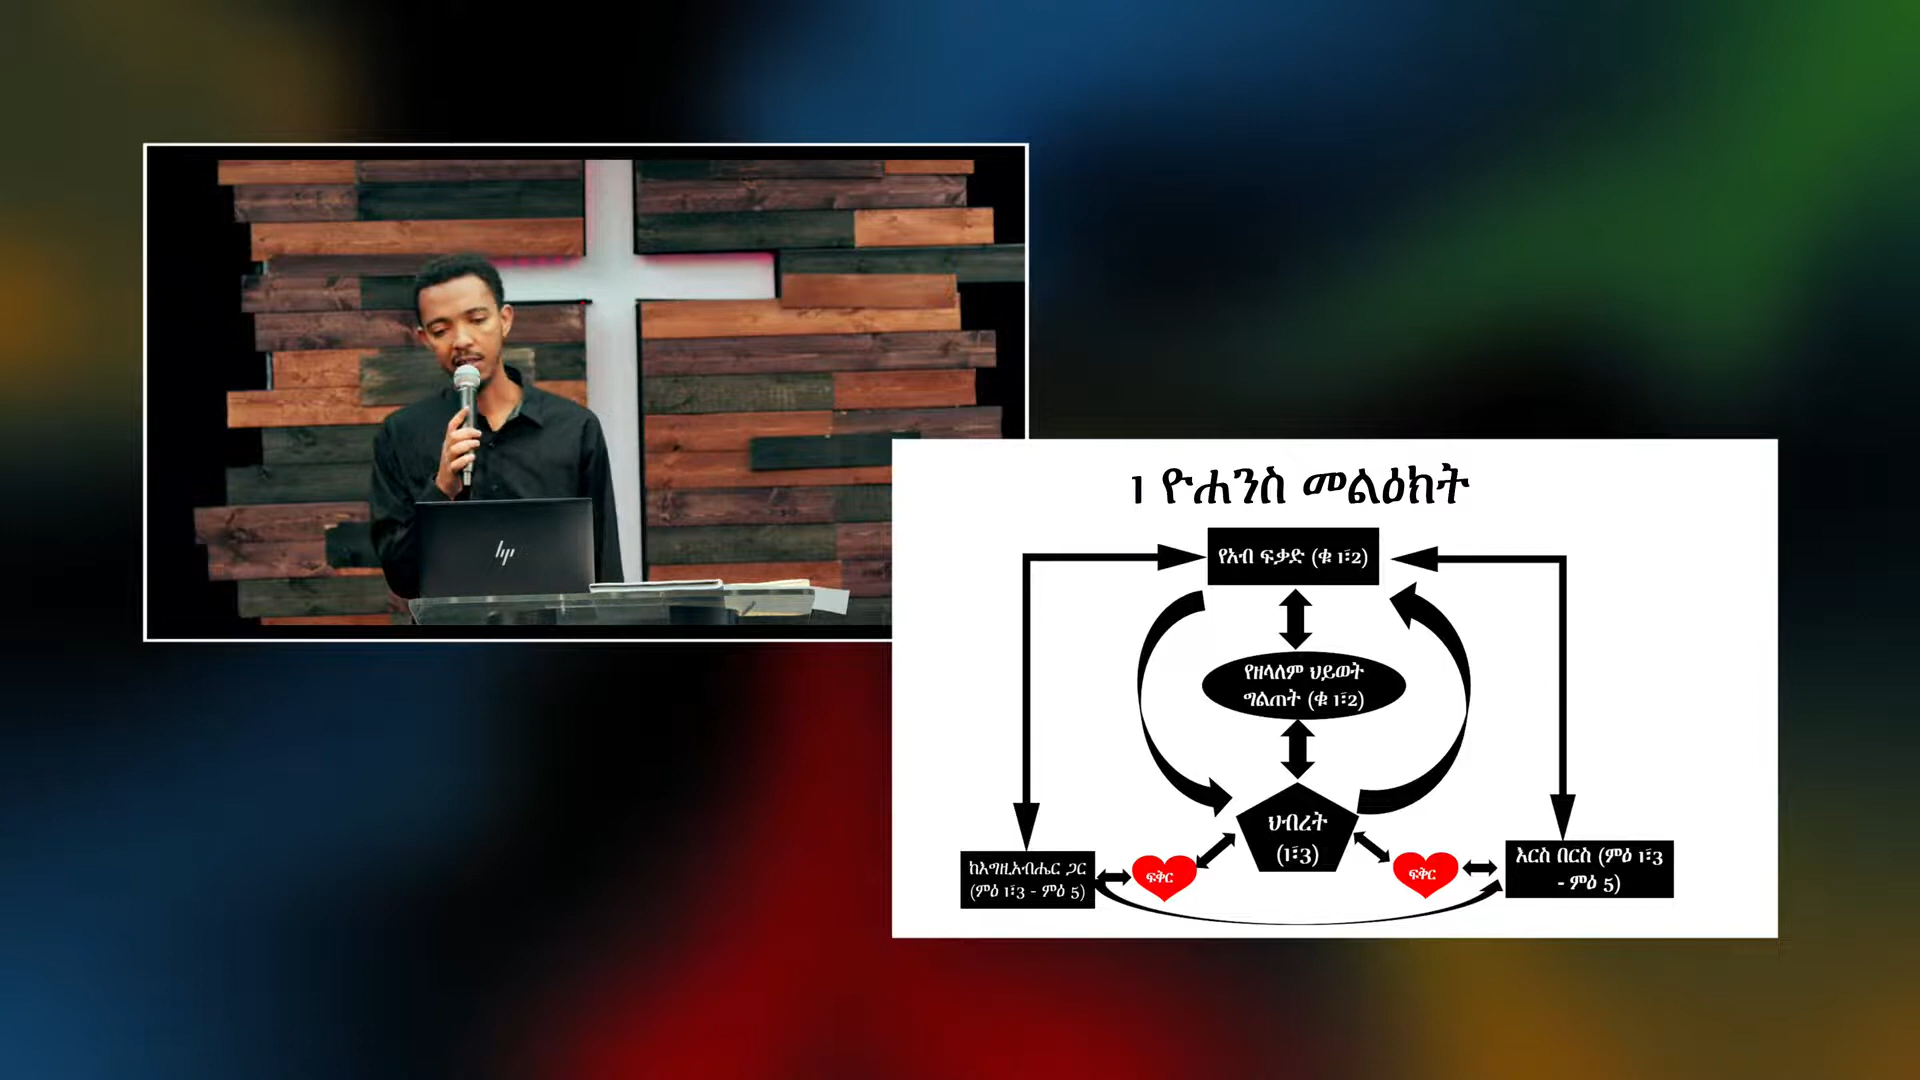 hp
1 ዮሐንስ መልዕክት
የአብ ፍቃድ (ቁ 1፥2)
የዘላለም ህይወት
ግልጠት (ቁ 1፥2)
ህብረት
(1፥3)
ከእግዚአብሔር ጋር
(ምዕ 1፥3 - ምዕ 5)
ፍቅር
ፍቅር
እርስ በርስ (ምዕ 1፥3
- ምዕ 5)